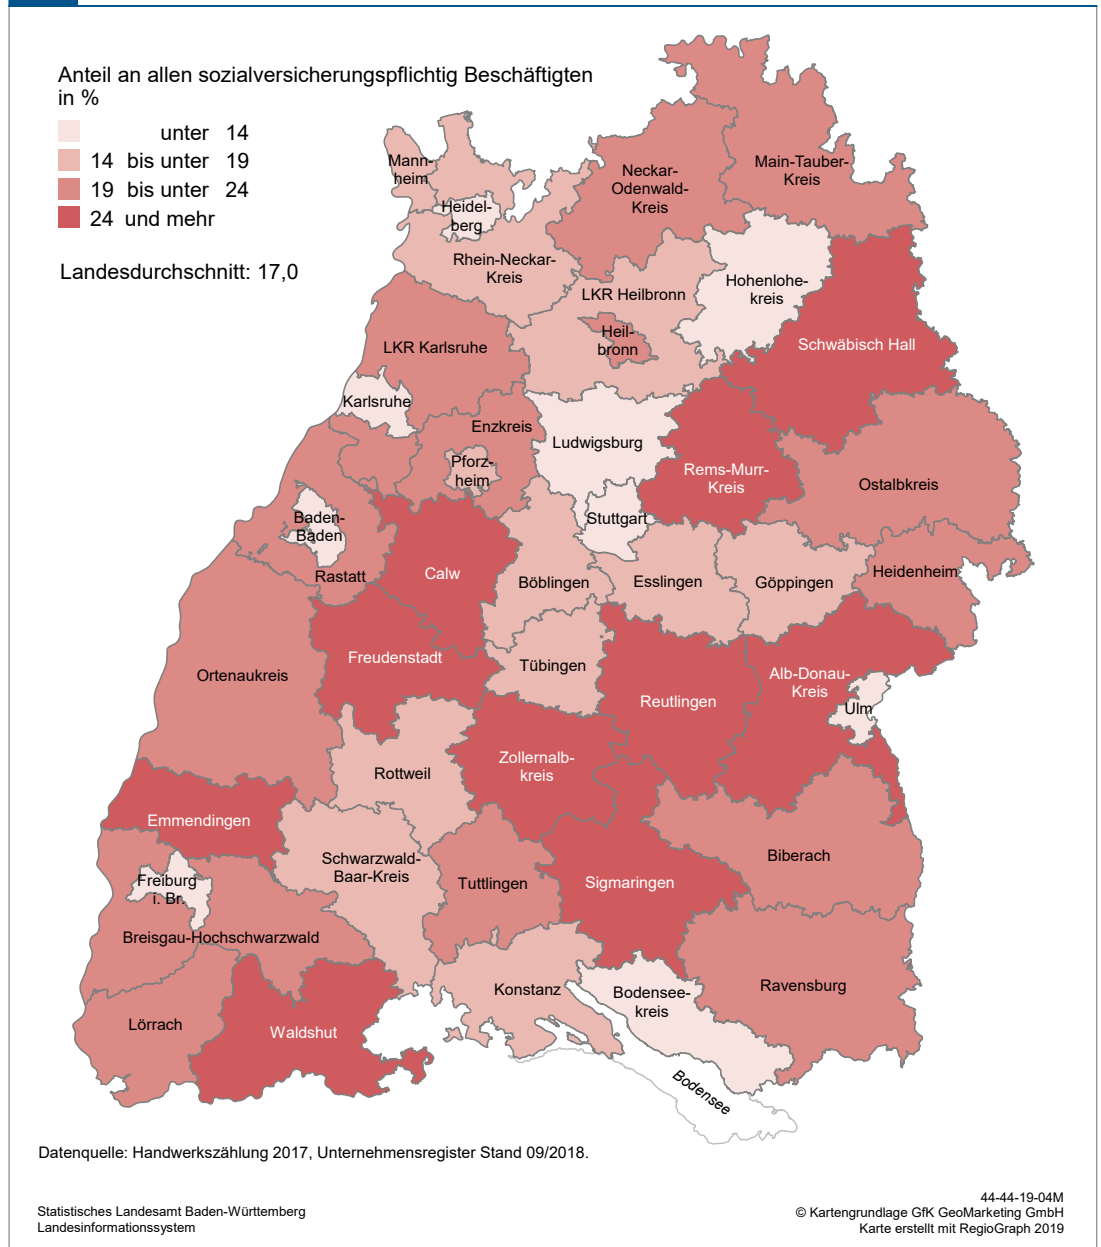 Anteil an allen sozialversicherungspflichtig Beschäftigten
in %
unter 14
14 bis unter 19
19 bis unter 24
24 und mehr
Landesdurchschnitt: 17,0
Mann-
heim
Heidel-
berg
Rhein-Neckar-
Kreis
Neckar-
Odenwald-
Kreis
Main-Tauber-
Kreis
Hohenlohe-
kreis
LKR Heilbronn
Heil-
bronn
Schwäbisch Hall
LKR Karlsruhe
Karlsruhe
Enzkreis
Pforz-
heim
Ludwigsburg
Rems-Murr-
Kreis
Ostalbkreis
Stuttgart
Baden-
Baden
Rastatt
Calw
Böblingen
Esslingen
Göppingen
Heidenheim
Ortenaukreis
Freudenstadt
Tübingen
Reutlingen
Alb-Donau-
Kreis
Ulm
Rottweil
Zollernalb-
kreis
Emmendingen
Schwarzwald-
Baar-Kreis
Tuttlingen
Sigmaringen
Biberach
Freiburg
i. Br.
Breisgau-Hochschwarzwald
Konstanz
Bodensee-
kreis
Ravensburg
Lörrach
Waldshut
Bodensee
Datenquelle: Handwerkszählung 2017, Unternehmensregister Stand 09/2018.
Statistisches Landesamt Baden-Württemberg
Landesinformationssystem
44-44-19-04M
© Kartengrundlage GfK GeoMarketing GmbH
Karte erstellt mit RegioGraph 2019